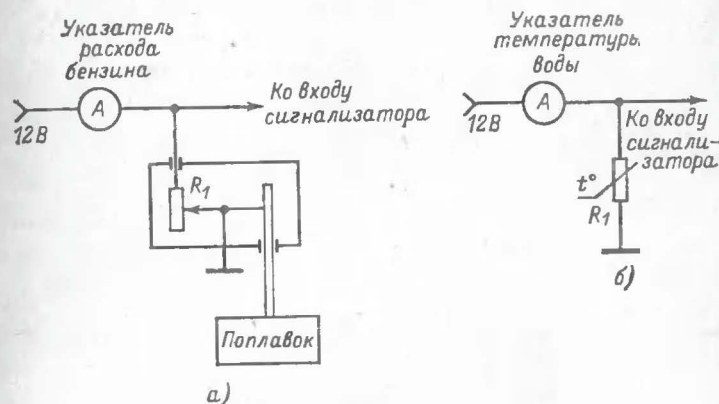 Указатель
расхода
бензина
A
12В
Ко входу
сигнализатора
R1
Поплавок
а)
Указатель
температуры
воды
A
12В
Ко входу
сигнали-
затора
t°
R1
б)